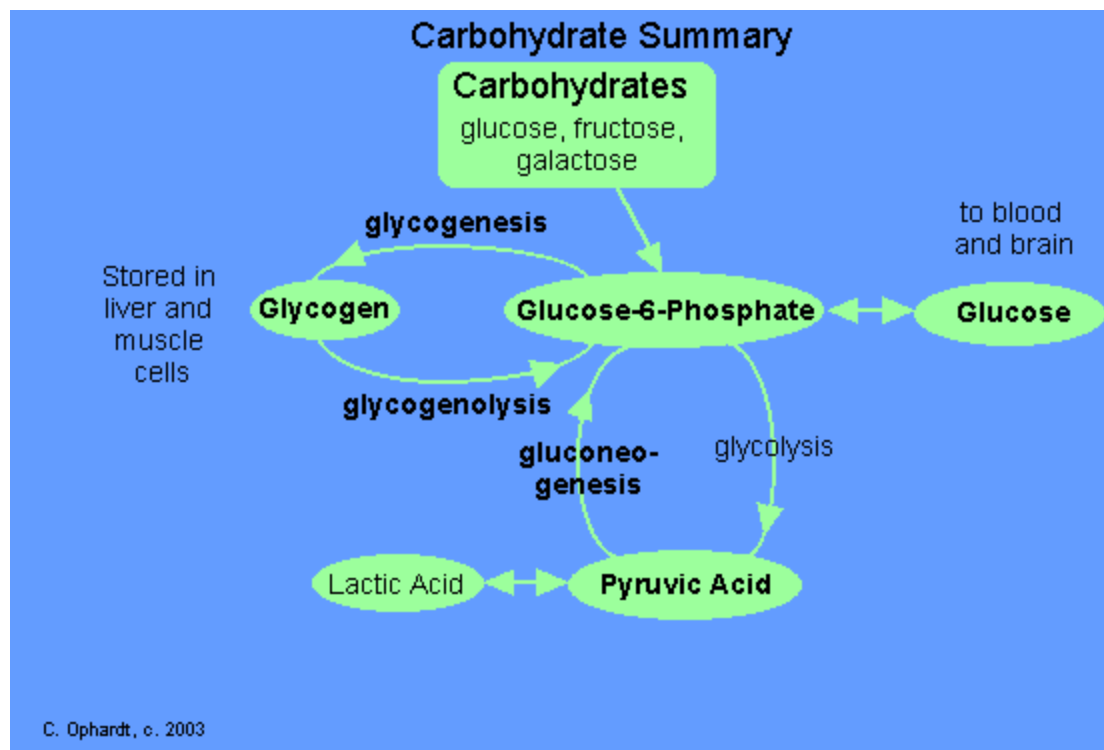 Carbohydrate Summary
Carbohydrates
glucose, fructose,
galactose
glycogenesis
to blood
and brain
Stored in
liver and
muscle
cells
Glycogen
Glucose-6-Phosphate
Glucose
glycogenolysis
gluconeo-
genesis
glycolysis
Lactic Acid
Pyruvic Acid
C. Ophardt, c. 2003